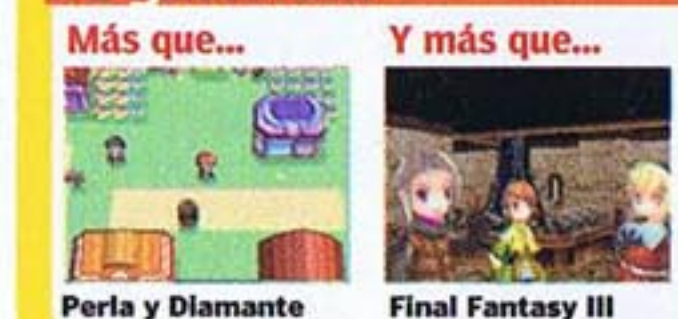 Más que...
Y más que...
Perla y Diamante
Final Fantasy III